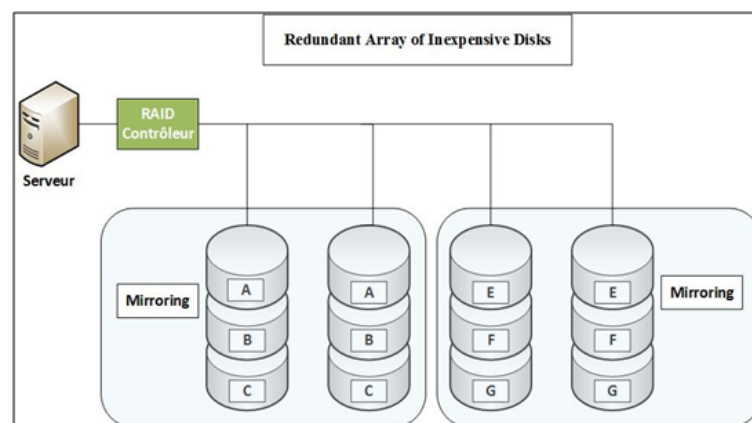 Redundant Array of Inexpensive Disks
RAID
Contrôleur
Serveur
Mirroring
A
B
C
A
B
C
E
F
G
E
F
G
Mirroring